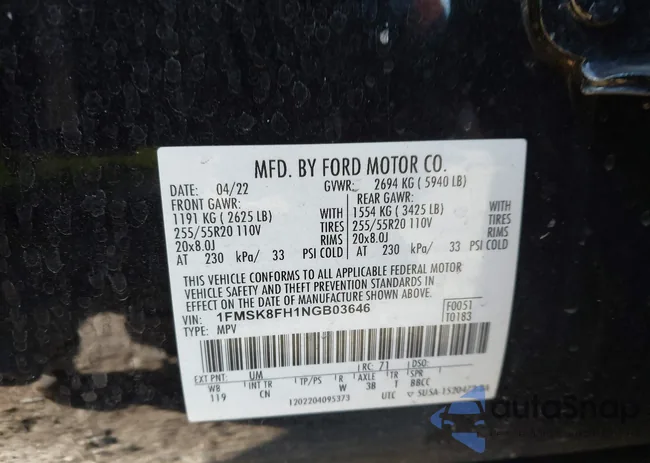 MFD. BY FORD MOTOR CO.
DATE: 04/22 GVWR: 2694 KG ( 5940 LB)
FRONT GAWR: REAR GAWR:
1191 KG ( 2625 LB) WITH 1554 KG ( 3425 LB) WITH
255/55R20 110V TIRES 255/55R20 110V TIRES
20x8.0J RIMS 20x8.0J RIMS
AT 230 kPa/ 33 PSI COLD AT 230 kPa/ 33 PSI COLD
THIS VEHICLE CONFORMS TO ALL APPLICABLE FEDERAL MOTOR
VEHICLE SAFETY AND THEFT PREVENTION STANDARDS IN
EFFECT ON THE DATE OF MANUFACTURE SHOWN ABOVE.
VIN: 1FMSK8FH1NGB03646 F0051
TYPE: MPV T0183
EXT PNT: UM RC: 71 DSO:
WB INT TR TP/PS R AXLE TR SPR
119 CN W 3B T BBCC
1202204095373 UTC
autoSnap